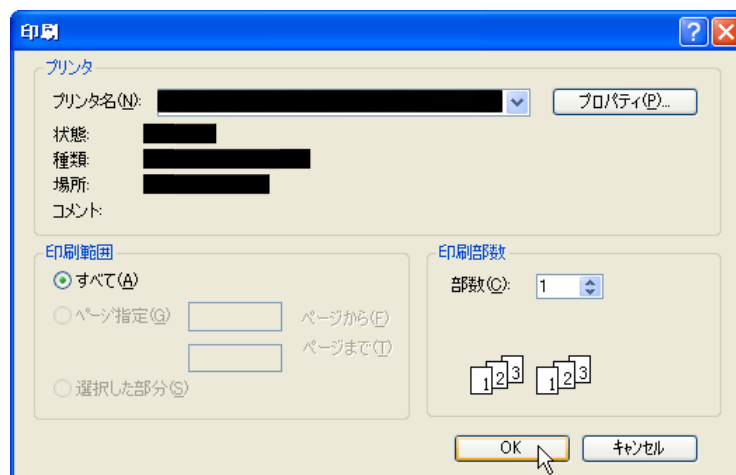 印刷
プリンタ
プリンタ名(N):
プロパティ(P)...
状態:
種類:
場所:
コメント:
印刷範囲
すべて(A)
ページ指定(G)
ページから(F)
ページまで(T)
選択した部分(S)
印刷部数
部数(C): 1
1 2 3 1 2 3
OK キャンセル